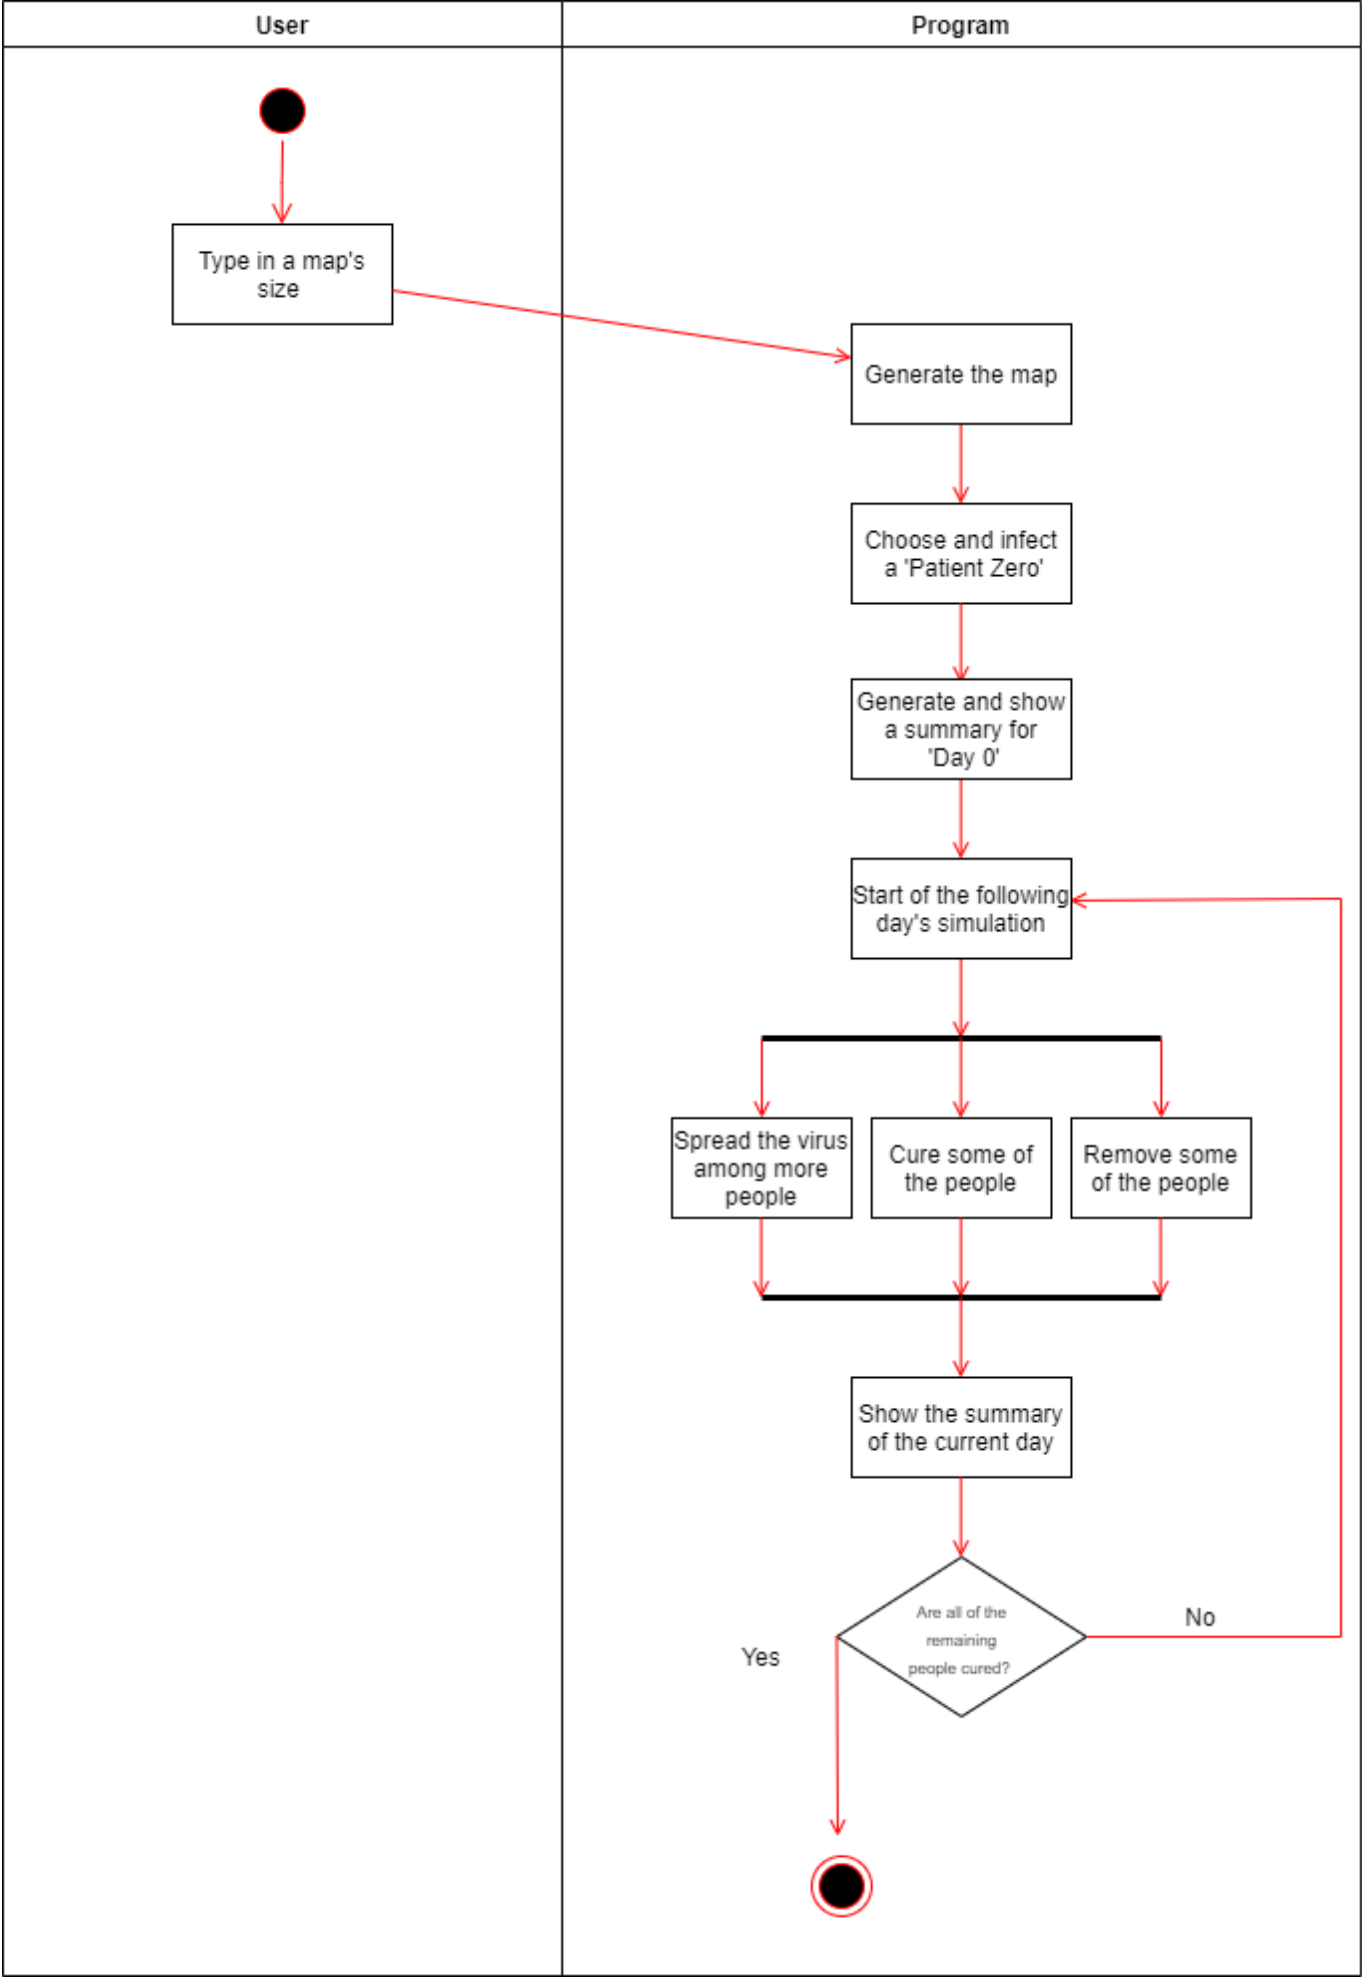 User
Program
Type in a map's
size
Generate the map
Choose and infect
a 'Patient Zero'
Generate and show
a summary for
'Day 0'
Start of the following
day's simulation
Spread the virus
among more
people
Cure some of
the people
Remove some
of the people
Show the summary
of the current day
Are all of the
remaining
people cured?
No
Yes